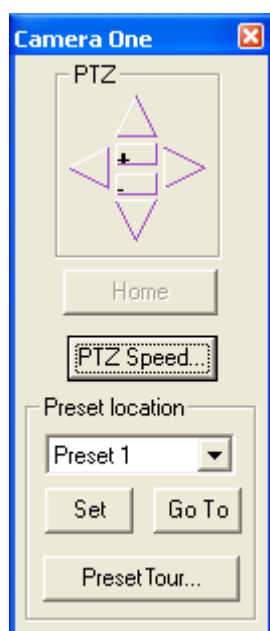 Camera One
PTZ
+
-
Home
PTZ Speed...
Preset location
Preset 1
Set Go To
Preset Tour...